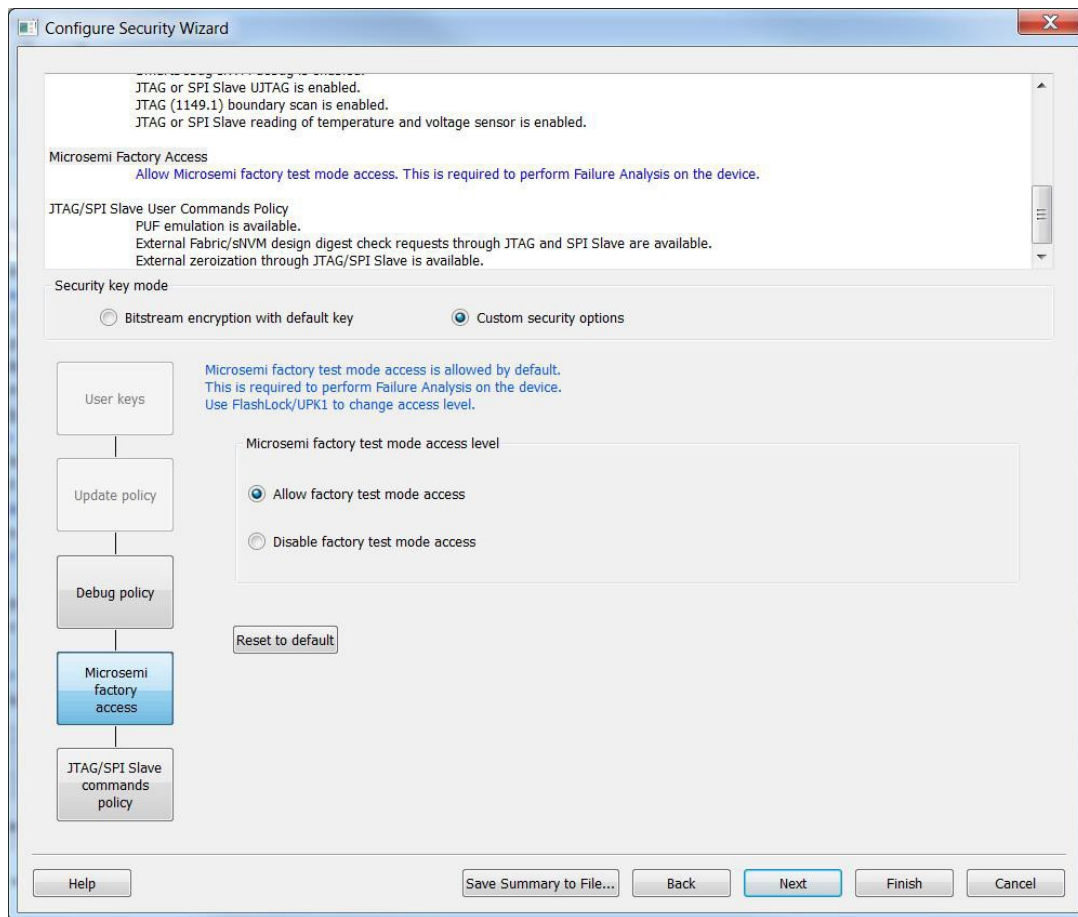 Configure Security Wizard
JTAG or SPI Slave UJTAG is enabled.
JTAG (1149.1) boundary scan is enabled.
JTAG or SPI Slave reading of temperature and voltage sensor is enabled.
Microsemi Factory Access
Allow Microsemi factory test mode access. This is required to perform Failure Analysis on the device.
JTAG/SPI Slave User Commands Policy
PUF emulation is available.
External Fabric/sNVM design digest check requests through JTAG and SPI Slave are available.
External zeroization through JTAG/SPI Slave is available.
Security key mode
Bitstream encryption with default key
Custom security options
User keys
Update policy
Debug policy
Microsemi
factory
access
JTAG/SPI Slave
commands
policy
Microsemi factory test mode access is allowed by default.
This is required to perform Failure Analysis on the device.
Use FlashLock/UPK1 to change access level.
Microsemi factory test mode access level
Allow factory test mode access
Disable factory test mode access
Reset to default
Help
Save Summary to File...
Back
Next
Finish
Cancel